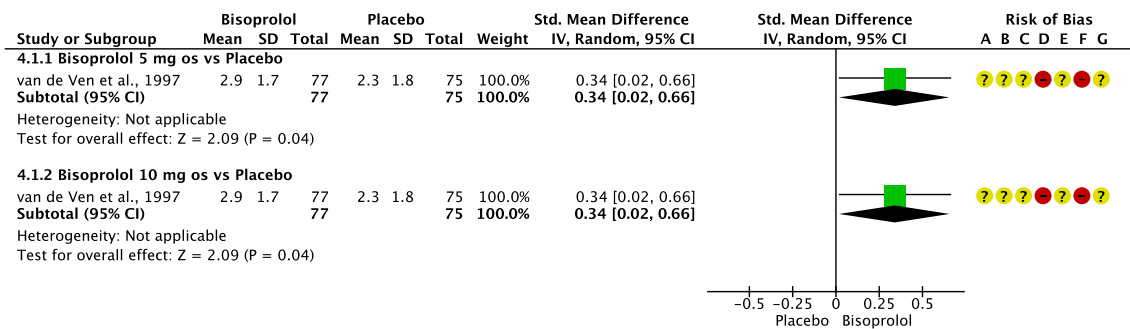 Bisoprolol Placebo Std. Mean Difference Std. Mean Difference Risk of Bias
Study or Subgroup Mean SD Total Mean SD Total Weight IV, Random, 95% CI IV, Random, 95% CI A B C D E F G
4.1.1 Bisoprolol 5 mg os vs Placebo
van de Ven et al., 1997 2.9 1.7 77 2.3 1.8 75 100.0% 0.34 [0.02, 0.66] ? ? ? – ? – ?
Subtotal (95% CI) 77 75 100.0% 0.34 [0.02, 0.66]
Heterogeneity: Not applicable
Test for overall effect: Z = 2.09 (P = 0.04)
4.1.2 Bisoprolol 10 mg os vs Placebo
van de Ven et al., 1997 2.9 1.7 77 2.3 1.8 75 100.0% 0.34 [0.02, 0.66] ? ? ? – ? – ?
Subtotal (95% CI) 77 75 100.0% 0.34 [0.02, 0.66]
Heterogeneity: Not applicable
Test for overall effect: Z = 2.09 (P = 0.04)
−0.5 −0.25 0 0.25 0.5
Placebo Bisoprolol